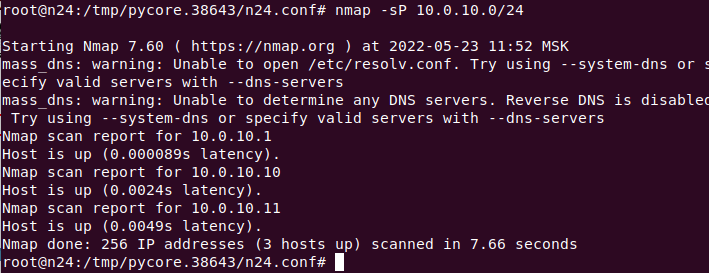 root@n24:/tmp/pycore.38643/n24.conf# nmap -sP 10.0.10.0/24
Starting Nmap 7.60 ( https://nmap.org ) at 2022-05-23 11:52 MSK
mass_dns: warning: Unable to open /etc/resolv.conf. Try using --system-dns or s
ecify valid servers with --dns-servers
mass_dns: warning: Unable to determine any DNS servers. Reverse DNS is disabled
 Try using --system-dns or specify valid servers with --dns-servers
Nmap scan report for 10.0.10.1
Host is up (0.000089s latency).
Nmap scan report for 10.0.10.10
Host is up (0.0024s latency).
Nmap scan report for 10.0.10.11
Host is up (0.0049s latency).
Nmap done: 256 IP addresses (3 hosts up) scanned in 7.66 seconds
root@n24:/tmp/pycore.38643/n24.conf#